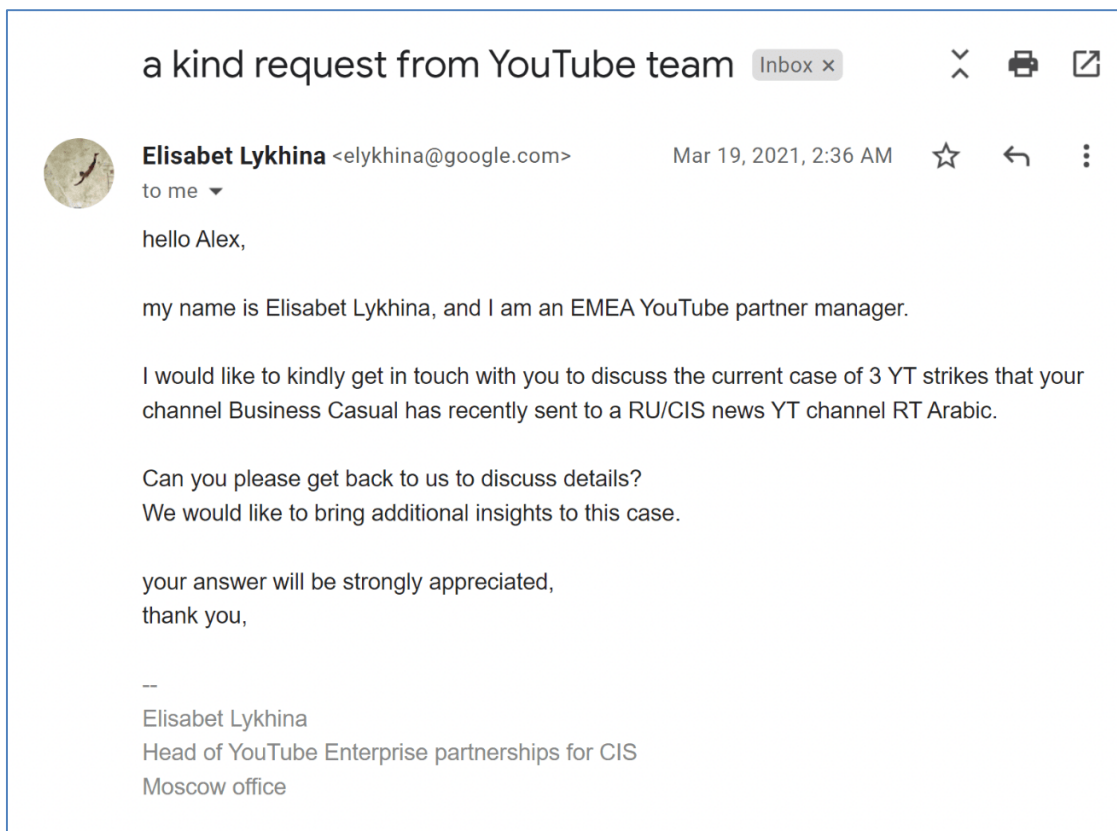 a kind request from YouTube team Inbox ×
Elisabet Lykhina <elykhina@google.com> Mar 19, 2021, 2:36 AM
to me
hello Alex,
my name is Elisabet Lykhina, and I am an EMEA YouTube partner manager.
I would like to kindly get in touch with you to discuss the current case of 3 YT strikes that your
channel Business Casual has recently sent to a RU/CIS news YT channel RT Arabic.
Can you please get back to us to discuss details?
We would like to bring additional insights to this case.
your answer will be strongly appreciated,
thank you,
--
Elisabet Lykhina
Head of YouTube Enterprise partnerships for CIS
Moscow office